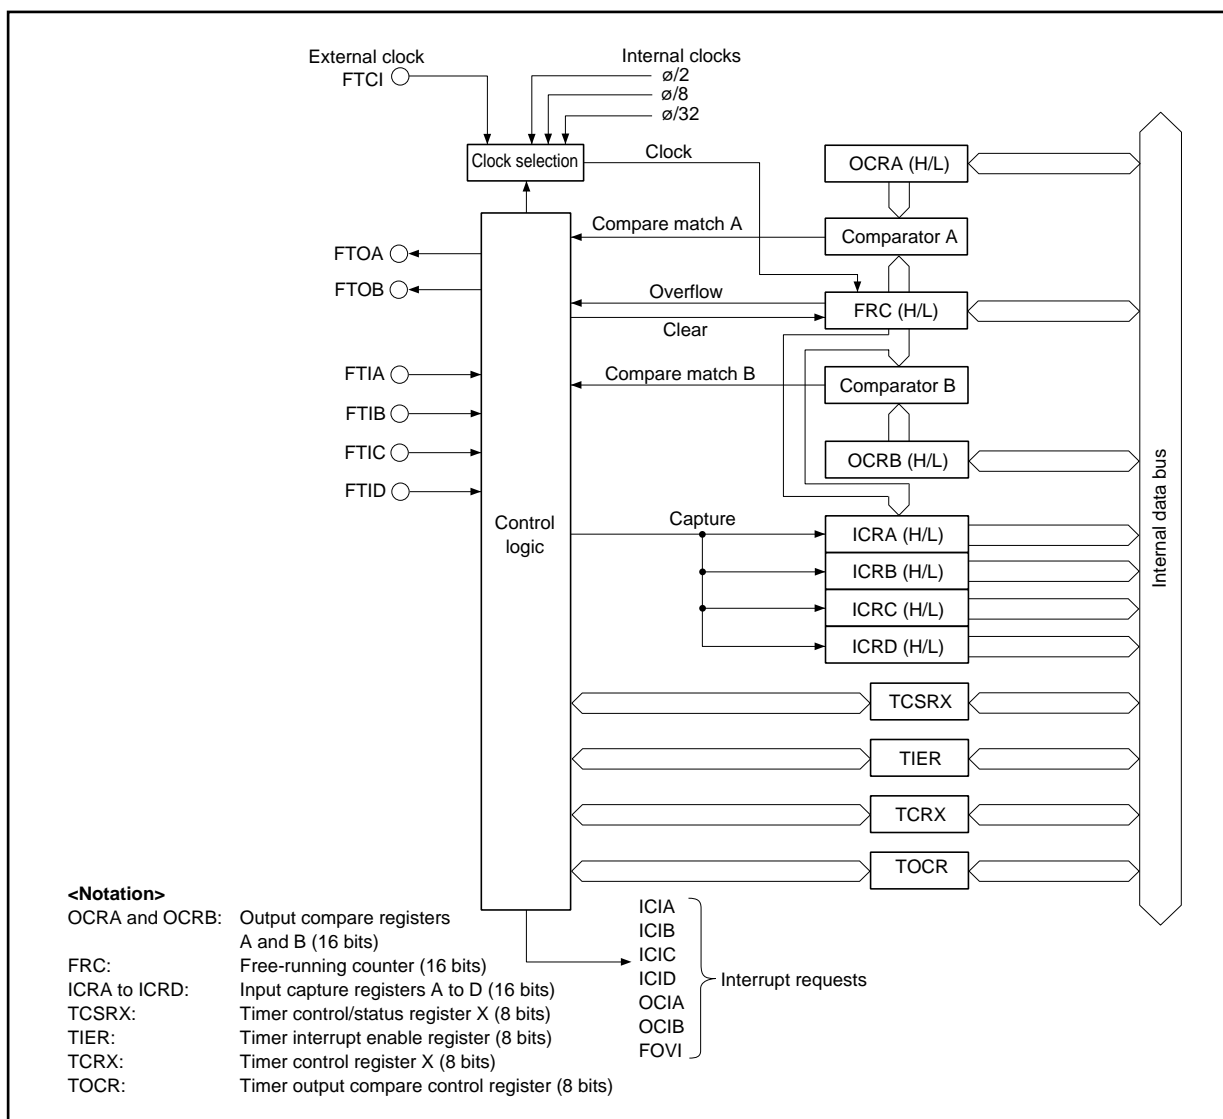 External clock
FTCI
Internal clocks
ø/2
ø/8
ø/32
Clock selection
Clock
OCRA (H/L)
Compare match A
Comparator A
FTOA
FTOB
Overflow
FRC (H/L)
Clear
FTIA
Compare match B
Comparator B
FTIB
FTIC
OCRB (H/L)
FTID
Internal data bus
Control
logic
Capture
ICRA (H/L)
ICRB (H/L)
ICRC (H/L)
ICRD (H/L)
TCSRX
TIER
TCRX
TOCR
<Notation>
OCRA and OCRB: Output compare registers
A and B (16 bits)
FRC: Free-running counter (16 bits)
ICRA to ICRD: Input capture registers A to D (16 bits)
TCSRX: Timer control/status register X (8 bits)
TIER: Timer interrupt enable register (8 bits)
TCRX: Timer control register X (8 bits)
TOCR: Timer output compare control register (8 bits)
ICIA
ICIB
ICIC
ICID
OCIA
OCIB
FOVI
Interrupt requests